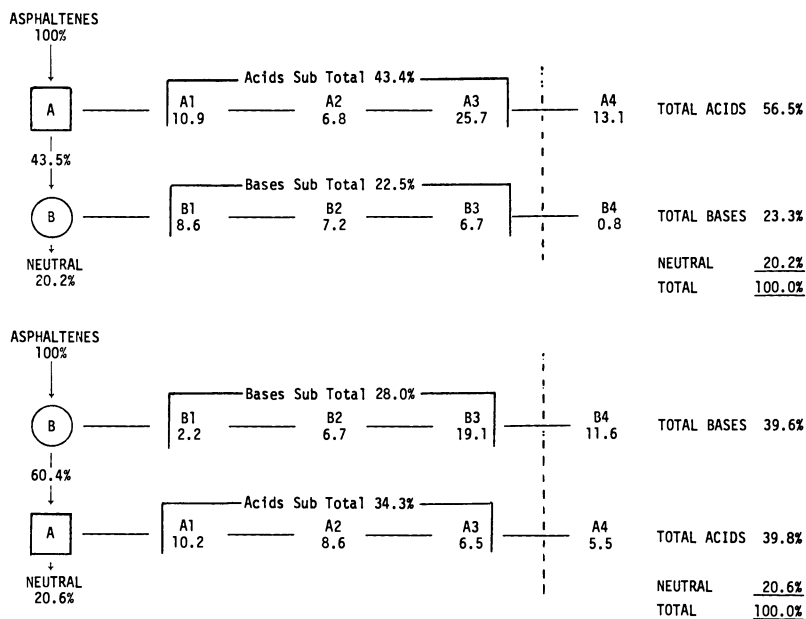 ASPHALTENES
100%
Acids Sub Total 43.4%
A A1 A2 A3 A4 TOTAL ACIDS 56.5%
10.9 6.8 25.7 13.1
43.5%
Bases Sub Total 22.5%
B B1 B2 B3 B4 TOTAL BASES 23.3%
8.6 7.2 6.7 0.8
NEUTRAL NEUTRAL 20.2%
20.2% TOTAL 100.0%
ASPHALTENES
100%
Bases Sub Total 28.0%
B B1 B2 B3 B4 TOTAL BASES 39.6%
2.2 6.7 19.1 11.6
60.4%
Acids Sub Total 34.3%
A A1 A2 A3 A4 TOTAL ACIDS 39.8%
10.2 8.6 6.5 5.5
NEUTRAL NEUTRAL 20.6%
20.6% TOTAL 100.0%